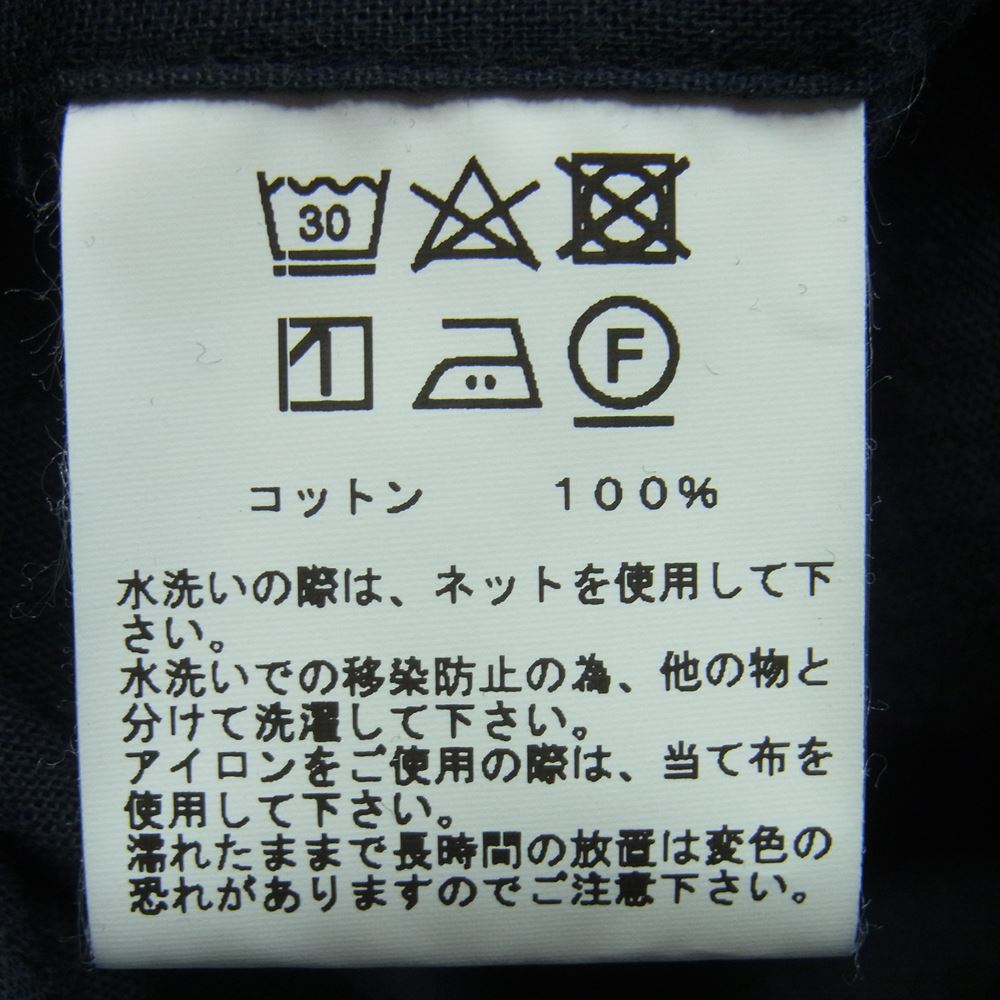 30
F
コットン　　１００％
水洗いの際は、ネットを使用して下
さい。
水洗いでの移染防止の為、他の物と
分けて洗濯して下さい。
アイロンをご使用の際は、当て布を
使用して下さい。
濡れたままで長時間の放置は変色の
恐れがありますのでご注意下さい。